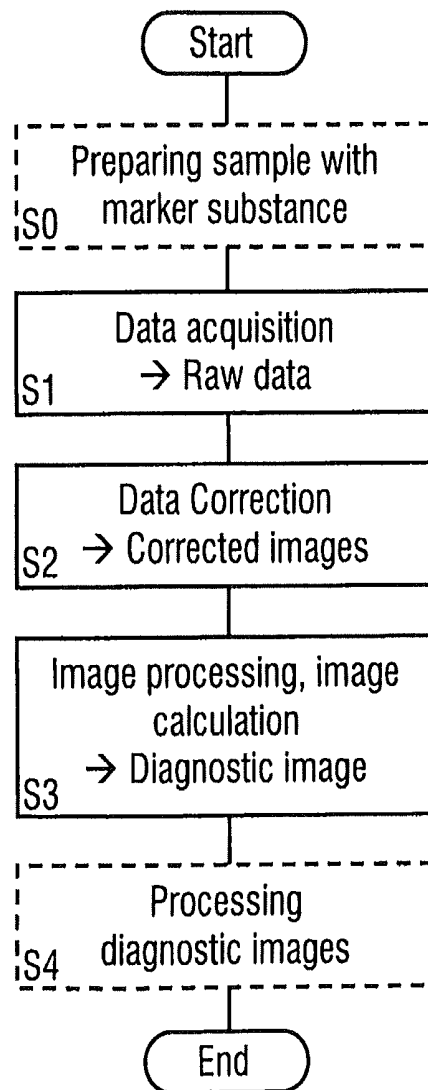 Start
Preparing sample with
marker substance
S0
Data acquisition
→ Raw data
S1
Data Correction
→ Corrected images
S2
Image processing, image
calculation
→ Diagnostic image
S3
Processing
diagnostic images
S4
End